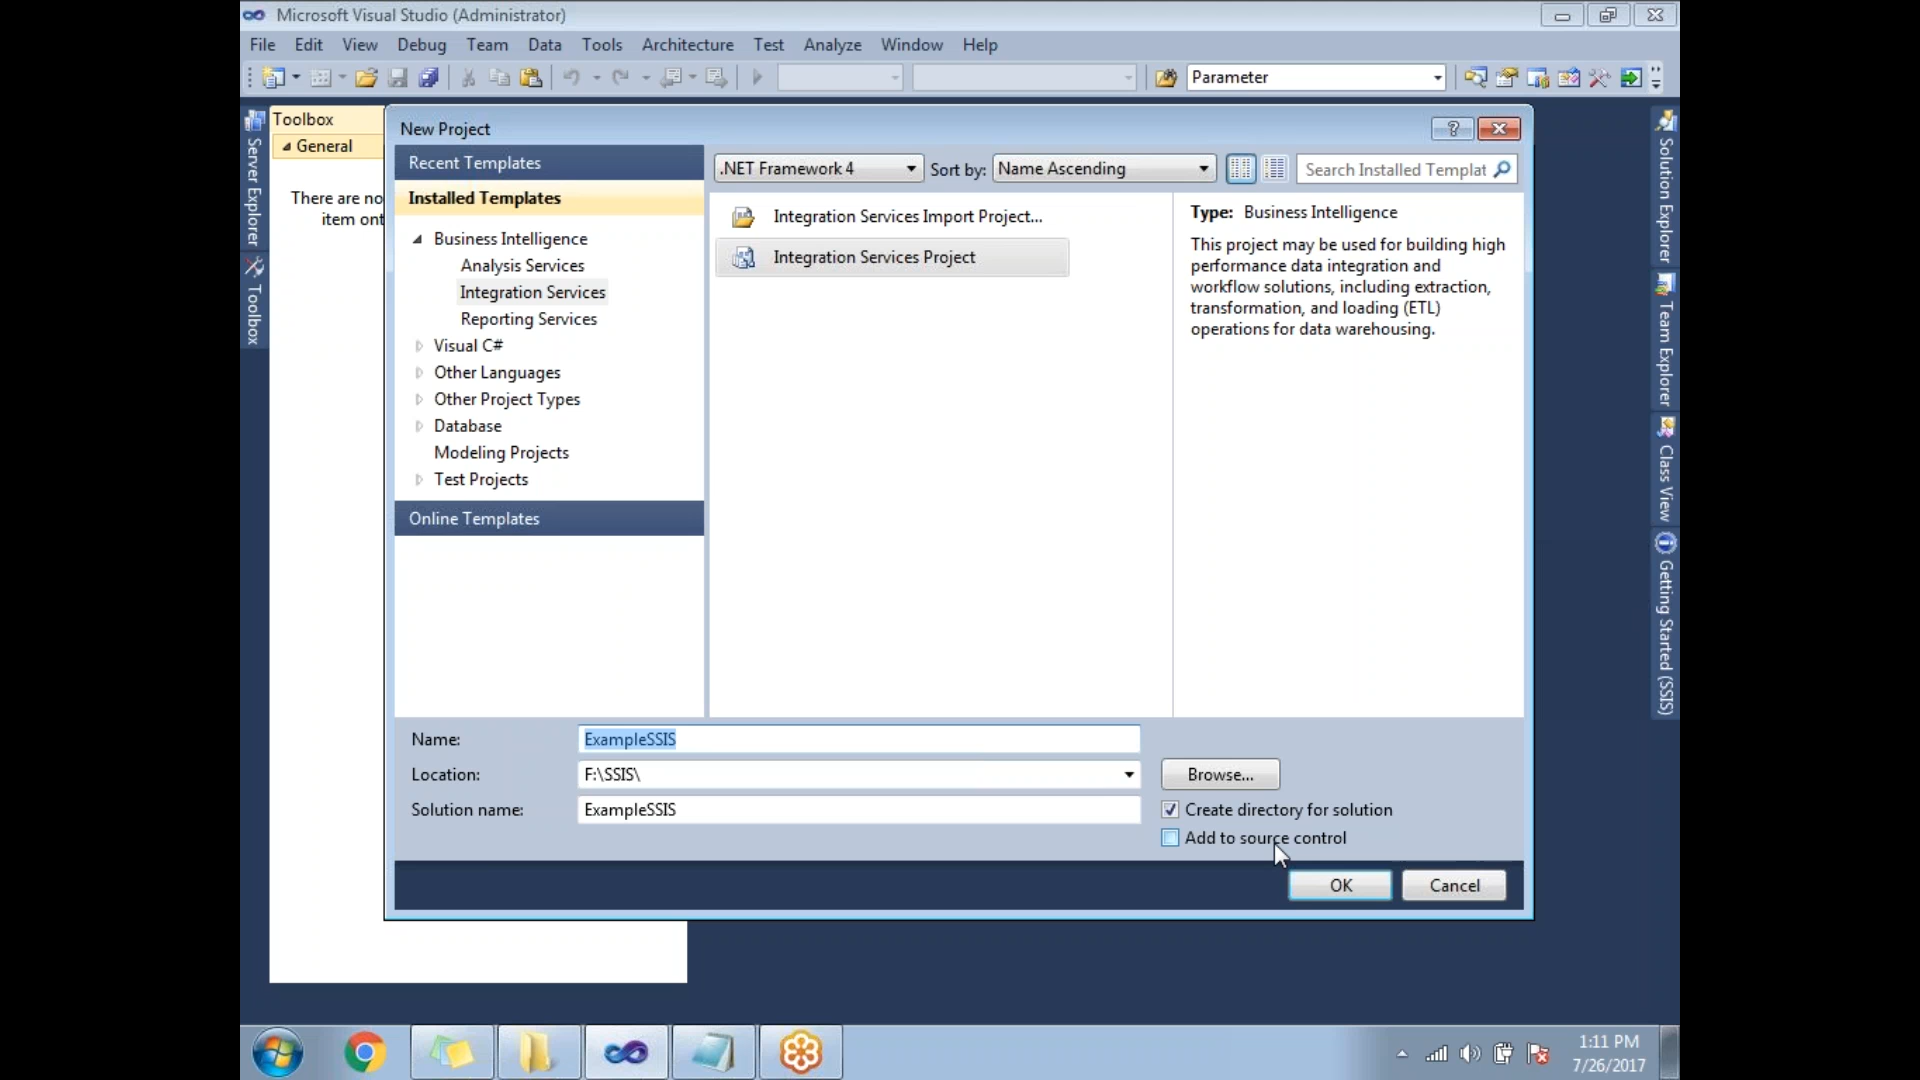 Microsoft Visual Studio (Administrator)
File Edit View Debug Team Data Tools Architecture Test Analyze Window Help
Parameter
Server Explorer
Toolbox
Toolbox
General
There are no
item ont
New Project
Recent Templates
Installed Templates
Business Intelligence
Analysis Services
Integration Services
Reporting Services
Visual C#
Other Languages
Other Project Types
Database
Modeling Projects
Test Projects
Online Templates
.NET Framework 4
Sort by:
Name Ascending
Search Installed Templat
Integration Services Import Project...
Integration Services Project
Type: Business Intelligence
This project may be used for building high
performance data integration and
workflow solutions, including extraction,
transformation, and loading (ETL)
operations for data warehousing.
Name:
ExampleSSIS
Location:
F:\SSIS\
Browse...
Solution name:
ExampleSSIS
Create directory for solution
Add to source control
OK
Cancel
Solution Explorer
Team Explorer
Class View
Getting Started (SSIS)
1:11 PM
7/26/2017